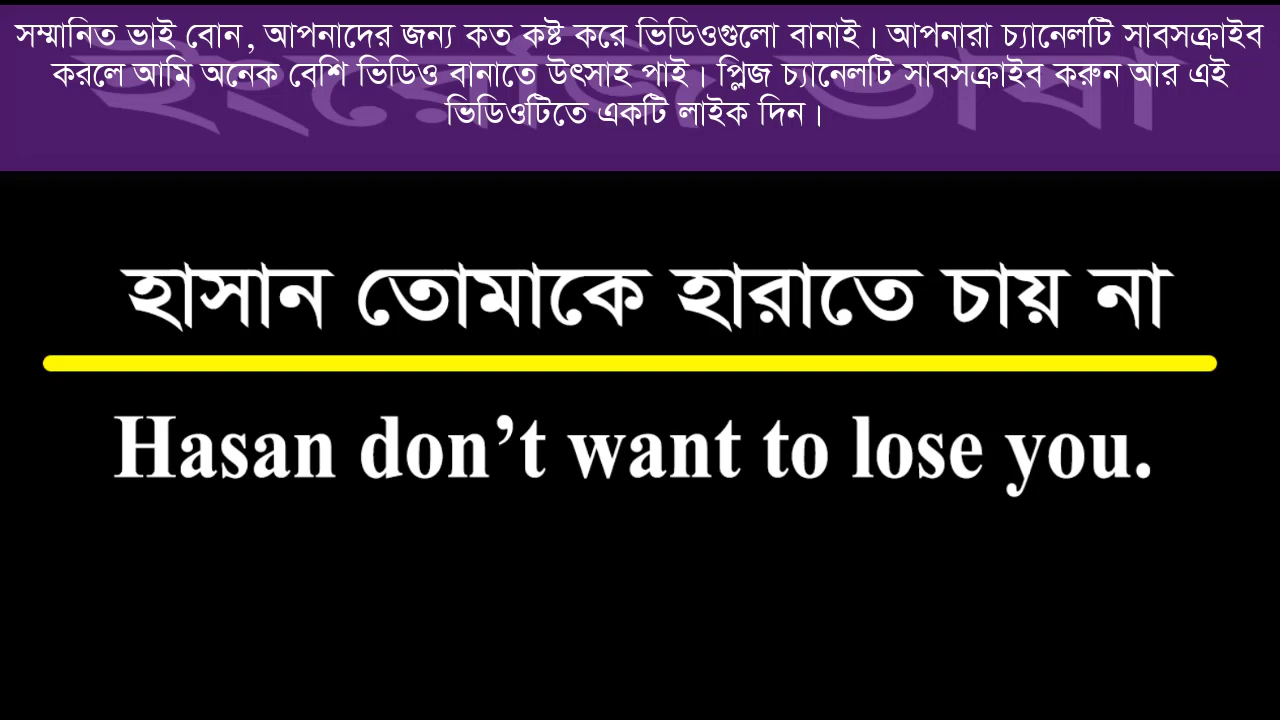 সম্মানিত ভাই বোন, আপনাদের জন্য কত কষ্ট করে ভিডিওগুলো বানাই। আপনারা চ্যানেলটি সাবসক্রাইব
করলে আমি অনেক বেশি ভিডিও বানাতে উৎসাহ পাই। প্লিজ চ্যানেলটি সাবসক্রাইব করুন আর এই
ভিডিওটিতে একটি লাইক দিন।
ইংরেজি ভাষা
হাসান তোমাকে হারাতে চায় না
Hasan don’t want to lose you.